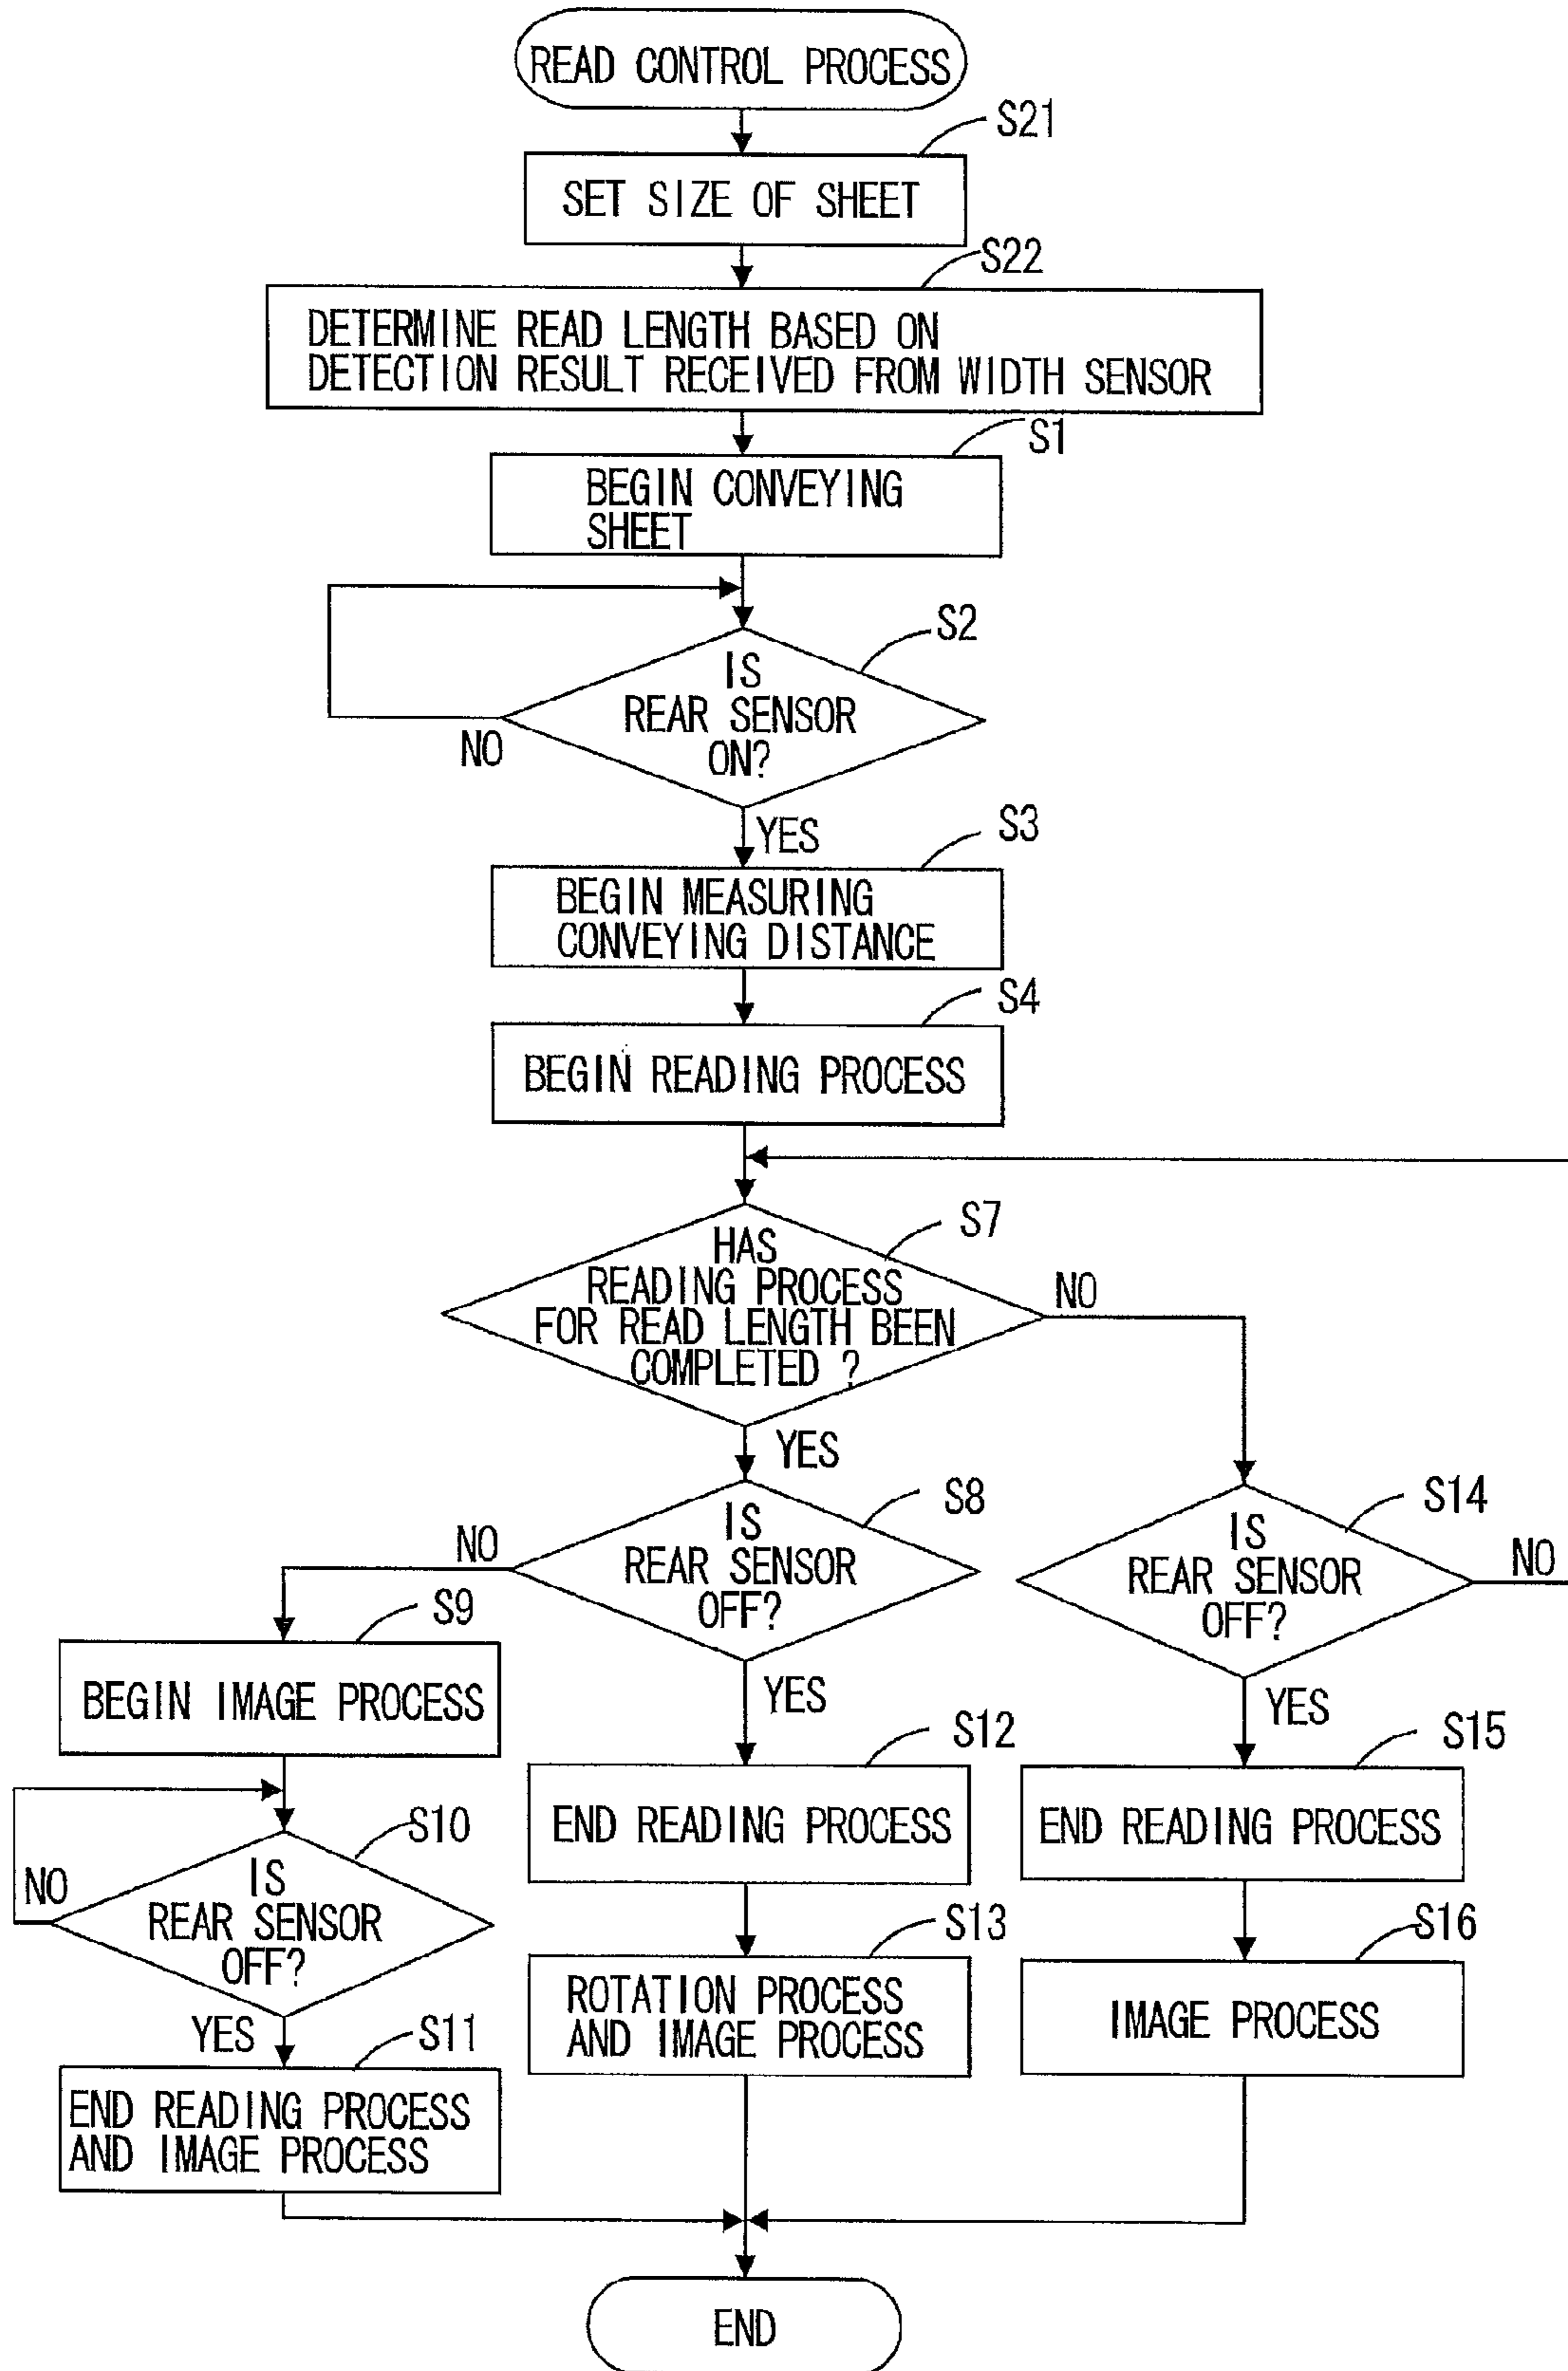 READ CONTROL PROCESS
S21
SET SIZE OF SHEET
S22
DETERMINE READ LENGTH BASED ON
DETECTION RESULT RECEIVED FROM WIDTH SENSOR
S1
BEGIN CONVEYING
SHEET
S2
IS
REAR SENSOR
ON?
NO
YES
S3
BEGIN MEASURING
CONVEYING DISTANCE
S4
BEGIN READING PROCESS
S7
HAS
READING PROCESS
FOR READ LENGTH BEEN
COMPLETED ?
NO
YES
S8
IS
REAR SENSOR
OFF?
NO
YES
S14
IS
REAR SENSOR
OFF?
NO
YES
S9
BEGIN IMAGE PROCESS
S10
IS
REAR SENSOR
OFF?
NO
YES
S11
END READING PROCESS
AND IMAGE PROCESS
S12
END READING PROCESS
S13
ROTATION PROCESS
AND IMAGE PROCESS
S15
END READING PROCESS
S16
IMAGE PROCESS
END